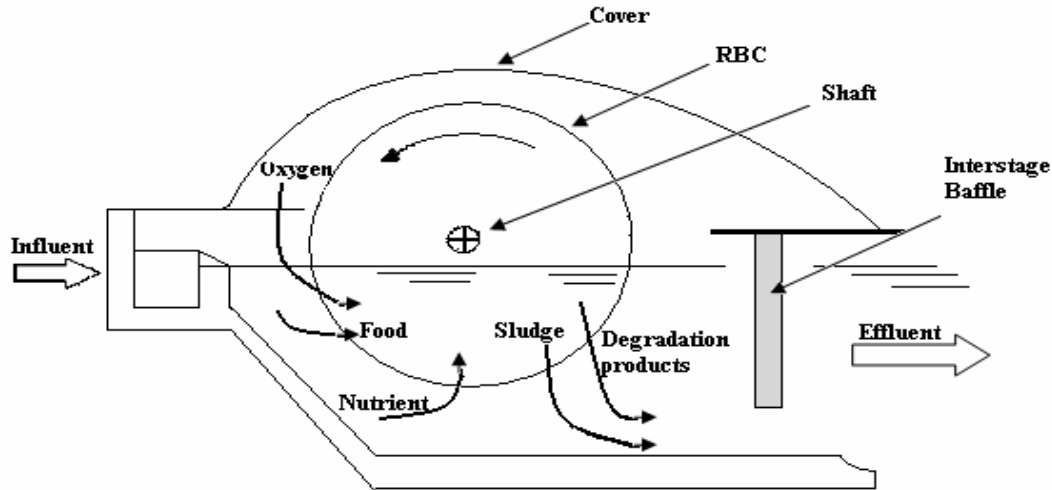 Cover
RBC
Shaft
Oxygen
Interstage
Baffle
Influent
Food
Sludge
Degradation
products
Effluent
Nutrient